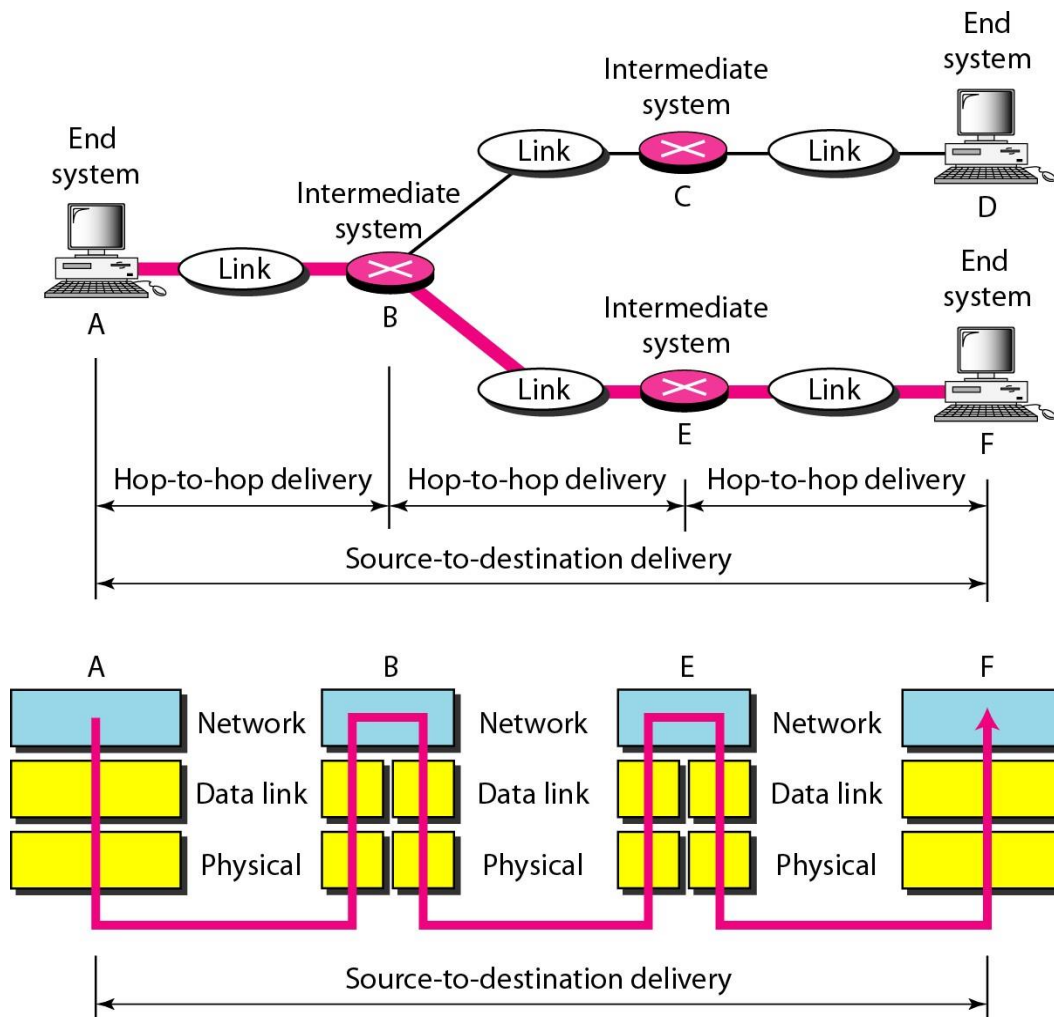 End
system
Intermediate
system
Link
Link
C
D
End
system
Intermediate
system
Link
A
B
End
system
Intermediate
system
Link
Link
E
F
Hop-to-hop delivery
Hop-to-hop delivery
Hop-to-hop delivery
Source-to-destination delivery
A
B
E
F
Network
Network
Network
Data link
Data link
Data link
Physical
Physical
Physical
Source-to-destination delivery